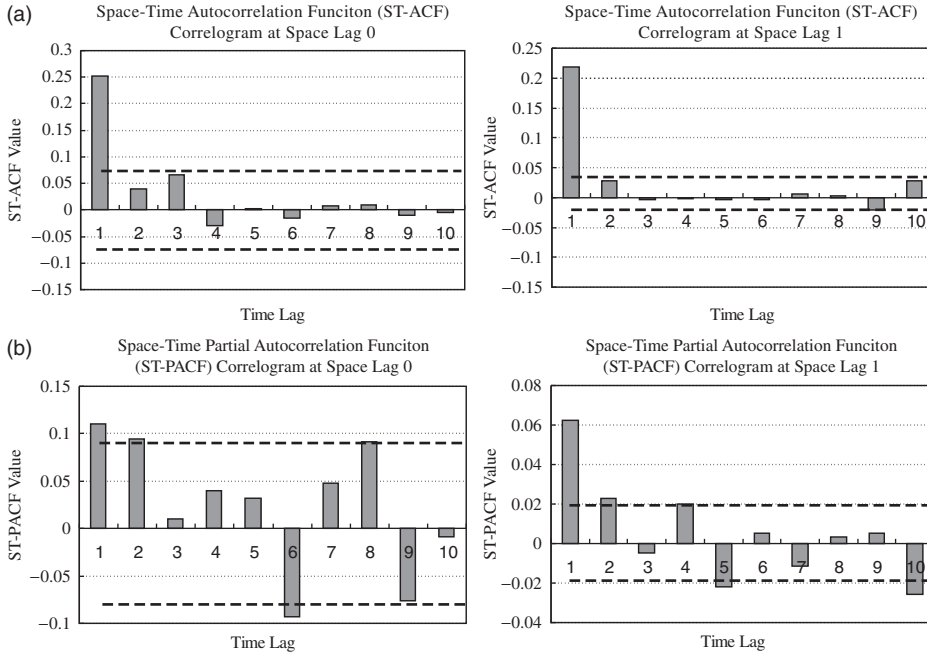 (a)
Space-Time Autocorrelation Funciton (ST-ACF)
Correlogram at Space Lag 0
ST-ACF Value
0.3
0.25
0.2
0.15
0.1
0.05
0
−0.05
−0.1
−0.15
1 2 3 4 5 6 7 8 9 10
Time Lag
Space-Time Autocorrelation Funciton (ST-ACF)
Correlogram at Space Lag 1
ST-ACF Value
0.25
0.20
0.15
0.10
0.05
0
−0.05
−0.10
−0.15
1 2 3 4 5 6 7 8 9 10
Time Lag
(b)
Space-Time Partial Autocorrelation Funciton
(ST-PACF) Correlogram at Space Lag 0
ST-PACF Value
0.15
0.1
0.05
0
−0.05
−0.1
1 2 3 4 5 6 7 8 9 10
Time Lag
Space-Time Partial Autocorrelation Funciton
(ST-PACF) Correlogram at Space Lag 1
ST-PACF Value
0.08
0.06
0.04
0.02
0
−0.02
−0.04
1 2 3 4 5 6 7 8 9 10
Time Lag